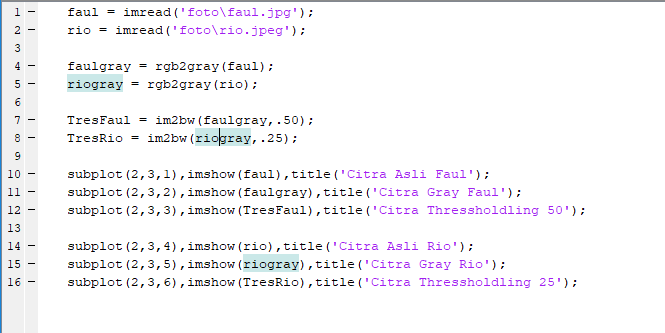 1 - faul = imread('foto\faul.jpg');
2 - rio = imread('foto\rio.jpeg');
3
4 - faulgray = rgb2gray(faul);
5 - riogray = rgb2gray(rio);
6
7 - TresFaul = im2bw(faulgray,.50);
8 - TresRio = im2bw(riogray,.25);
9
10 - subplot(2,3,1),imshow(faul),title('Citra Asli Faul');
11 - subplot(2,3,2),imshow(faulgray),title('Citra Gray Faul');
12 - subplot(2,3,3),imshow(TresFaul),title('Citra Thressholdling 50');
13
14 - subplot(2,3,4),imshow(rio),title('Citra Asli Rio');
15 - subplot(2,3,5),imshow(riogray),title('Citra Gray Rio');
16 - subplot(2,3,6),imshow(TresRio),title('Citra Thressholdling 25');